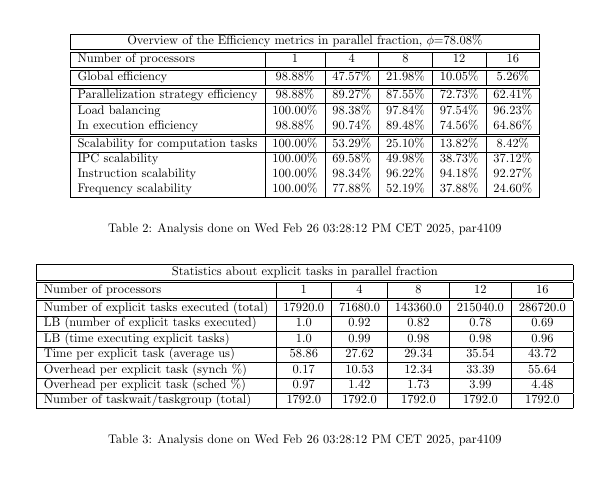 Overview of the Efficiency metrics in parallel fraction, ϕ=78.08%
Number of processors 1 4 8 12 16
Global efficiency 98.88% 47.57% 21.98% 10.05% 5.26%
Parallelization strategy efficiency 98.88% 89.27% 87.55% 72.73% 62.41%
Load balancing 100.00% 98.38% 97.84% 97.54% 96.23%
In execution efficiency 98.88% 90.74% 89.48% 74.56% 64.86%
Scalability for computation tasks 100.00% 53.29% 25.10% 13.82% 8.42%
IPC scalability 100.00% 69.58% 49.98% 38.73% 37.12%
Instruction scalability 100.00% 98.34% 96.22% 94.18% 92.27%
Frequency scalability 100.00% 77.88% 52.19% 37.88% 24.60%
Table 2: Analysis done on Wed Feb 26 03:28:12 PM CET 2025, par4109
Statistics about explicit tasks in parallel fraction
Number of processors 1 4 8 12 16
Number of explicit tasks executed (total) 17920.0 71680.0 143360.0 215040.0 286720.0
LB (number of explicit tasks executed) 1.0 0.92 0.82 0.78 0.69
LB (time executing explicit tasks) 1.0 0.99 0.98 0.98 0.96
Time per explicit task (average us) 58.86 27.62 29.34 35.54 43.72
Overhead per explicit task (synch %) 0.17 10.53 12.34 33.39 55.64
Overhead per explicit task (sched %) 0.97 1.42 1.73 3.99 4.48
Number of taskwait/taskgroup (total) 1792.0 1792.0 1792.0 1792.0 1792.0
Table 3: Analysis done on Wed Feb 26 03:28:12 PM CET 2025, par4109